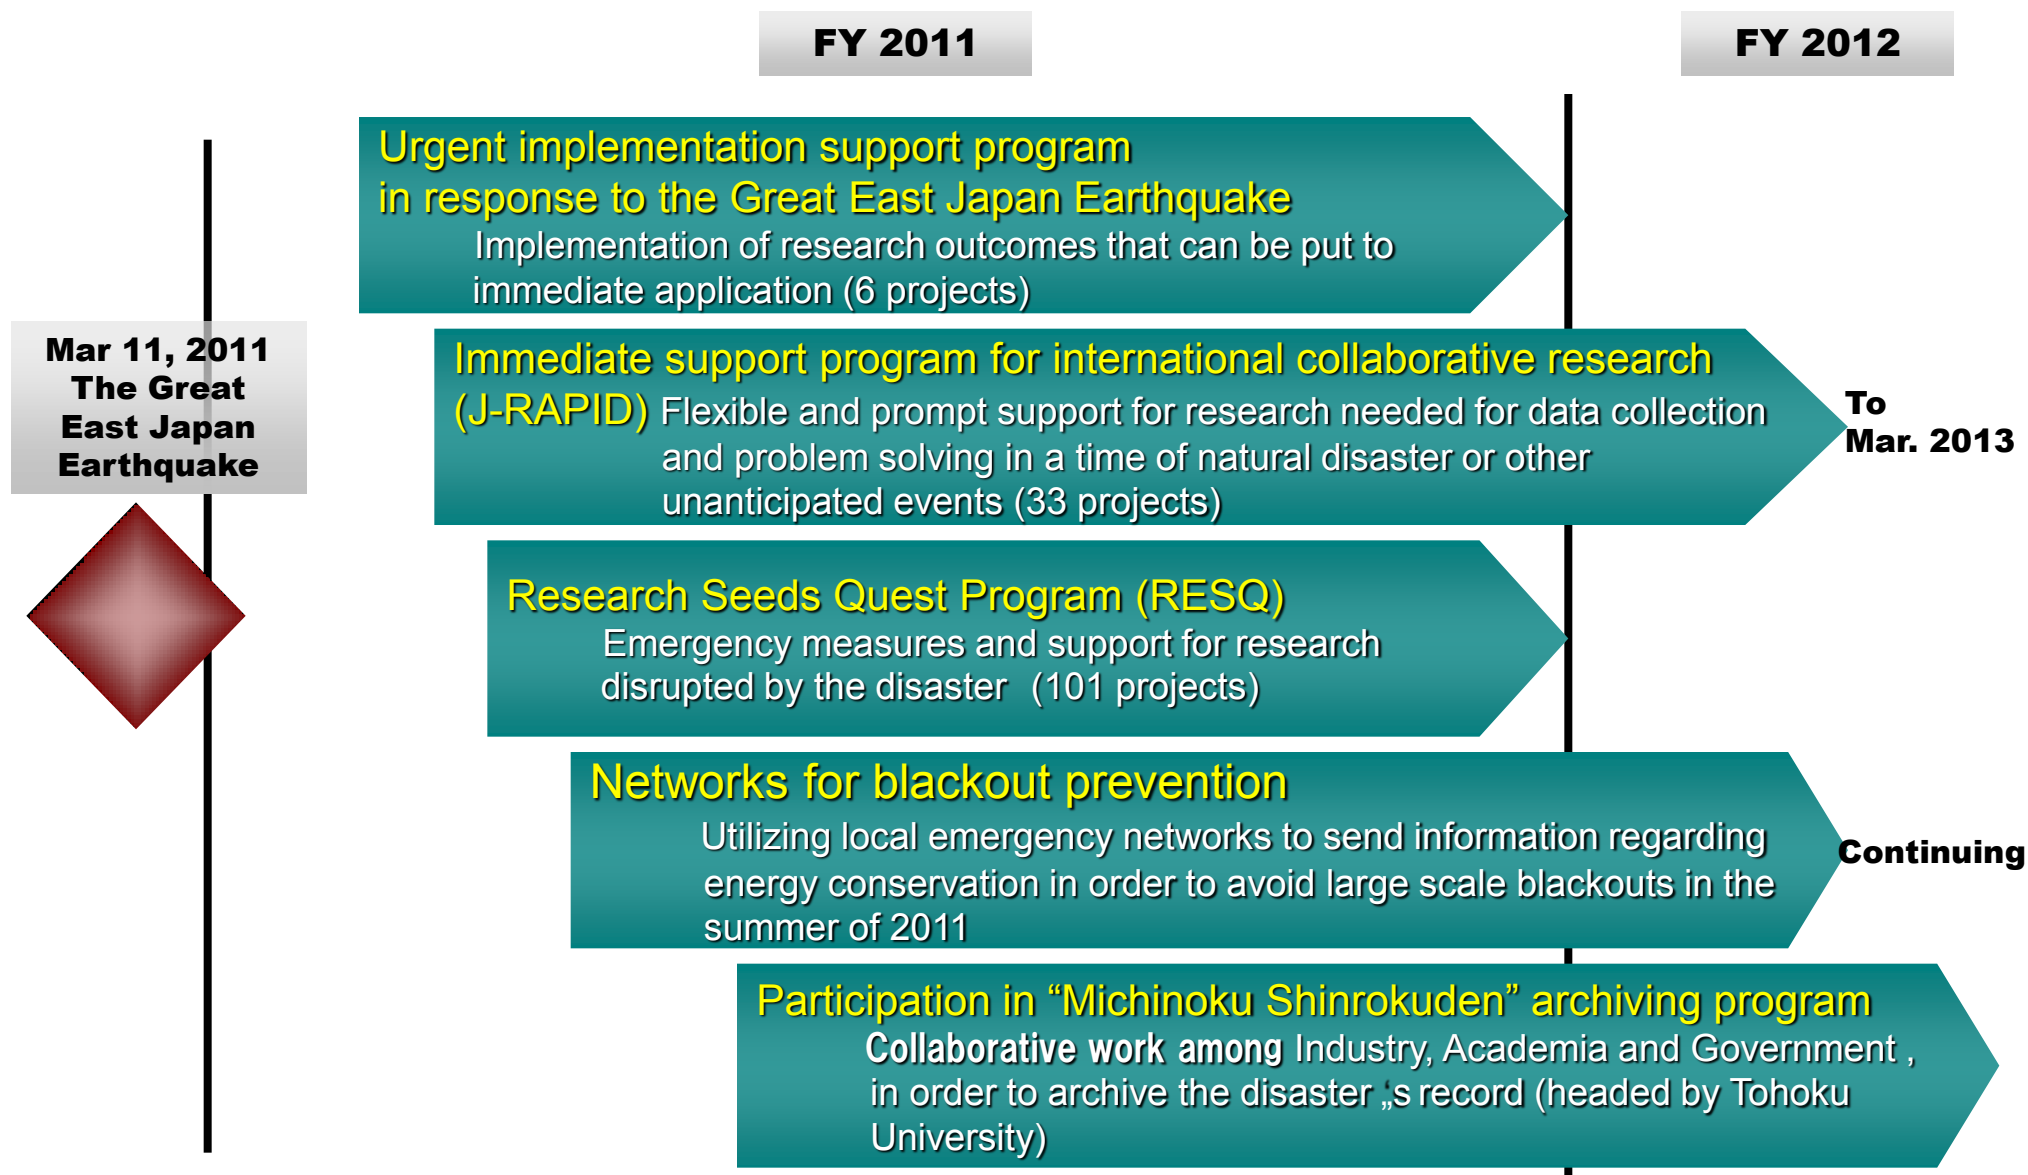 FY 2011
FY 2012
Urgent implementation support program
in response to the Great East Japan Earthquake
Implementation of research outcomes that can be put to
immediate application (6 projects)
Mar 11, 2011
The Great
East Japan
Earthquake
Immediate support program for international collaborative research
(J-RAPID) Flexible and prompt support for research needed for data collection
and problem solving in a time of natural disaster or other
unanticipated events (33 projects)
To
Mar. 2013
Research Seeds Quest Program (RESQ)
Emergency measures and support for research
disrupted by the disaster (101 projects)
Networks for blackout prevention
Utilizing local emergency networks to send information regarding
energy conservation in order to avoid large scale blackouts in the
summer of 2011
Continuing
Participation in “Michinoku Shinrokuden” archiving program
Collaborative work among Industry, Academia and Government ,
in order to archive the disaster „s record (headed by Tohoku
University)